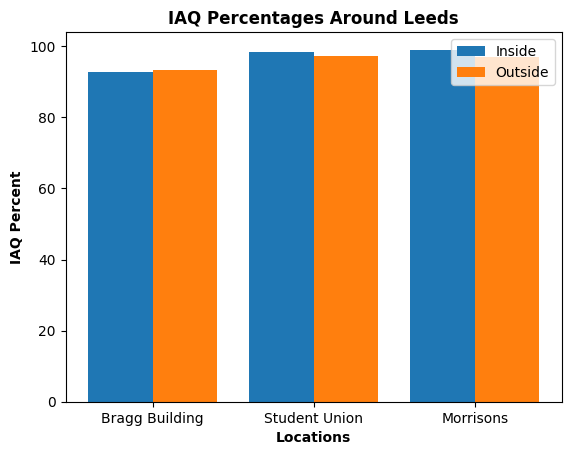 IAQ Percentages Around Leeds
Inside
Outside
100
80
60
40
20
0
IAQ Percent
Bragg Building
Student Union
Morrisons
Locations